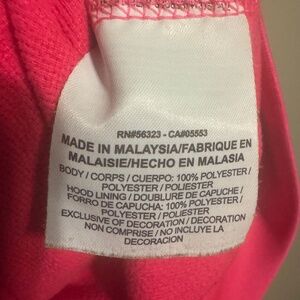 RN#56323 - CA#05553
MADE IN MALAYSIA/FABRIQUE EN
MALAISIE/HECHO EN MALASIA
BODY / CORPS / CUERPO: 100% POLYESTER /
POLYESTER / POLIESTER
HOOD LINING / DOUBLURE DE CAPUCHE /
FORRO DE CAPUCHA: 100% POLYESTER /
POLYESTER / POLIESTER
EXCLUSIVE OF DECORATION / DECORATION
NON COMPRISE / NO INCLUYE LA
DECORACION